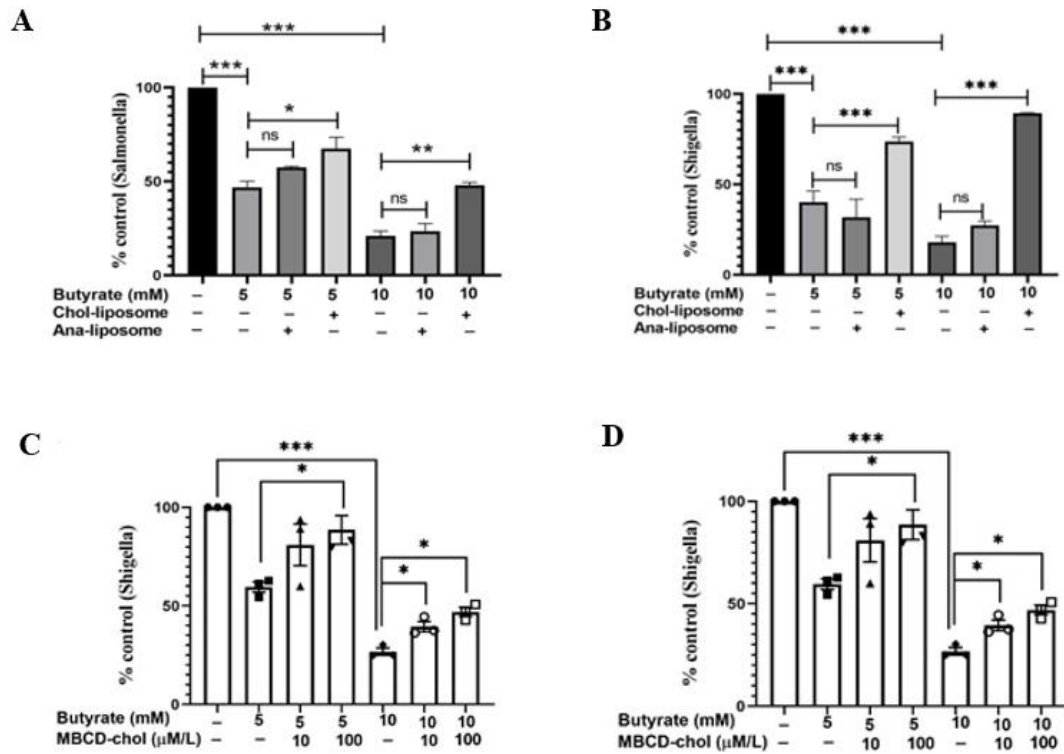 A
***
***
*
ns
**
ns
100
50
0
% control (Salmonella)
Butyrate (mM) – 5 5 5 10 10 10
Chol-liposome – – – + – – +
Ana-liposome – – + – – + –
B
***
***
***
***
ns
ns
100
50
0
% control (Shigella)
Butyrate (mM) – 5 5 5 10 10 10
Chol-liposome – – – + – – +
Ana-liposome – – + – – + –
C
***
*
*
*
100
50
0
% control (Shigella)
Butyrate (mM) – 5 5 5 10 10 10
MBCD-chol (μM/L) – – 10 100 – 10 100
D
***
*
*
*
100
50
0
% control (Shigella)
Butyrate (mM) – 5 5 5 10 10 10
MBCD-chol (μM/L) – – 10 100 – 10 100